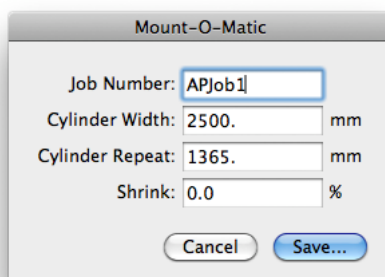 Mount-O-Matic
Job Number: APJob1
Cylinder Width: 2500. mm
Cylinder Repeat: 1365. mm
Shrink: 0.0 %
Cancel Save...